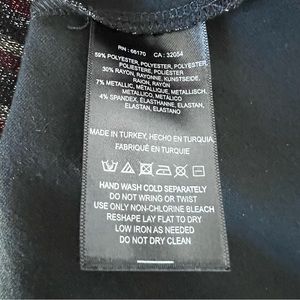 RN : 66170 CA : 32054
59% POLYESTER, POLYESTER, POLYESTER,
POLIESTERE, POLIÉSTER
30% RAYON, RAYONNE, KUNSTSEIDE,
RAION, RAYÓN
7% METALLIC, METALLIQUE, METALLIC,
METALLICO, METÁLICO
4% SPANDEX, ELASTHANNE, ELASTAN,
ELASTAN, ELASTANO
MADE IN TURKEY, HECHO EN TURQUIA,
FABRIQUÉ EN TURQUIE
HAND WASH COLD SEPARATELY
DO NOT WRING OR TWIST
USE ONLY NON-CHLORINE BLEACH
RESHAPE LAY FLAT TO DRY
LOW IRON AS NEEDED
DO NOT DRY CLEAN